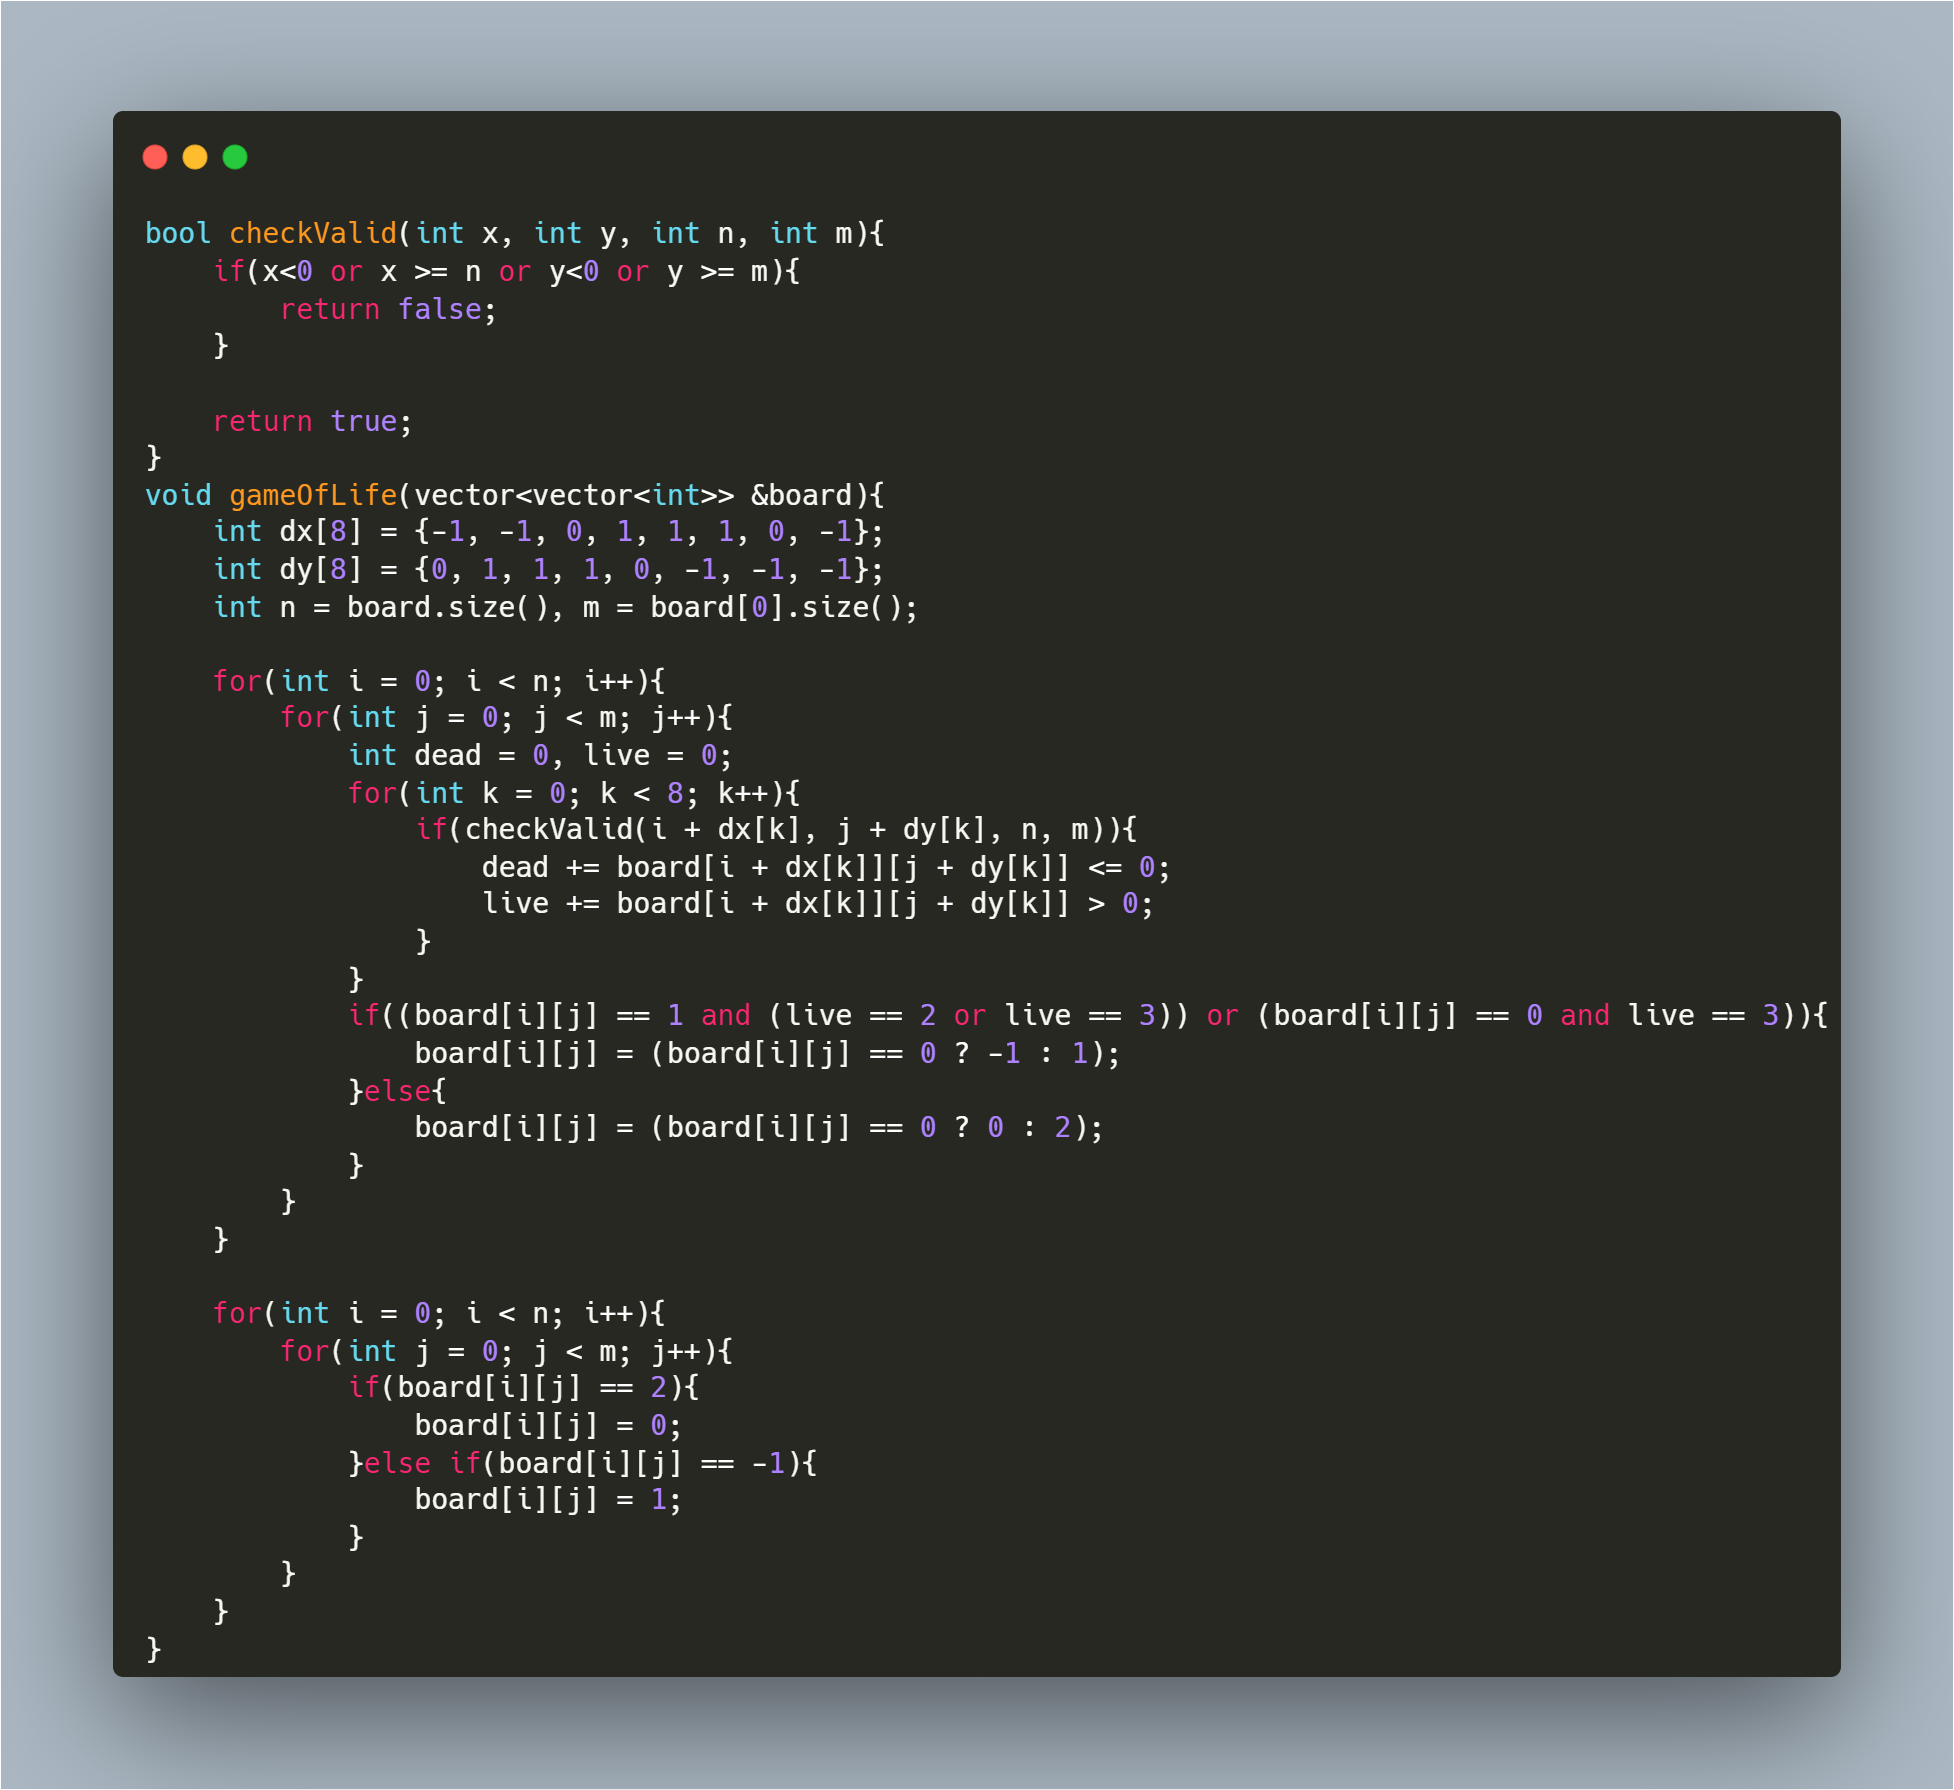 bool checkValid(int x, int y, int n, int m){
    if(x<0 or x >= n or y<0 or y >= m){
        return false;
    }

    return true;
}
void gameOfLife(vector<vector<int>> &board){
    int dx[8] = {-1, -1, 0, 1, 1, 1, 0, -1};
    int dy[8] = {0, 1, 1, 1, 0, -1, -1, -1};
    int n = board.size(), m = board[0].size();

    for(int i = 0; i < n; i++){
        for(int j = 0; j < m; j++){
            int dead = 0, live = 0;
            for(int k = 0; k < 8; k++){
                if(checkValid(i + dx[k], j + dy[k], n, m)){
                    dead += board[i + dx[k]][j + dy[k]] <= 0;
                    live += board[i + dx[k]][j + dy[k]] > 0;
                }
            }
            if((board[i][j] == 1 and (live == 2 or live == 3)) or (board[i][j] == 0 and live == 3)){
                board[i][j] = (board[i][j] == 0 ? -1 : 1);
            }else{
                board[i][j] = (board[i][j] == 0 ? 0 : 2);
            }
        }
    }

    for(int i = 0; i < n; i++){
        for(int j = 0; j < m; j++){
            if(board[i][j] == 2){
                board[i][j] = 0;
            }else if(board[i][j] == -1){
                board[i][j] = 1;
            }
        }
    }
}